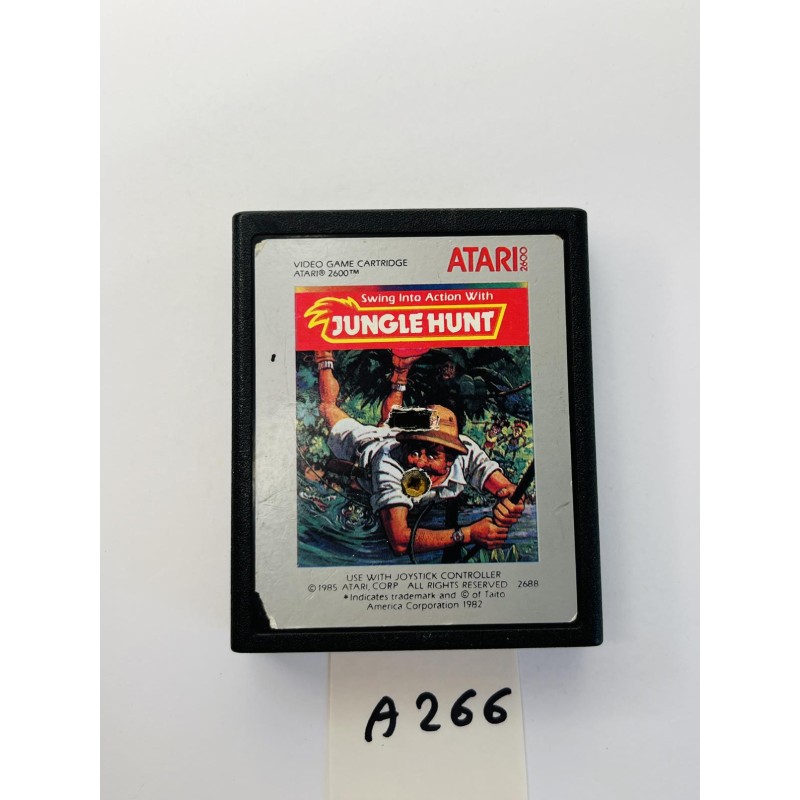 VIDEO GAME CARTRIDGE
ATARI® 2600™
ATARI 2600
Swing Into Action With
JUNGLE HUNT
USE WITH JOYSTICK CONTROLLER
©1985 ATARI, CORP ALL RIGHTS RESERVED 2688
*Indicates trademark and © of Taito
America Corporation 1982
A266